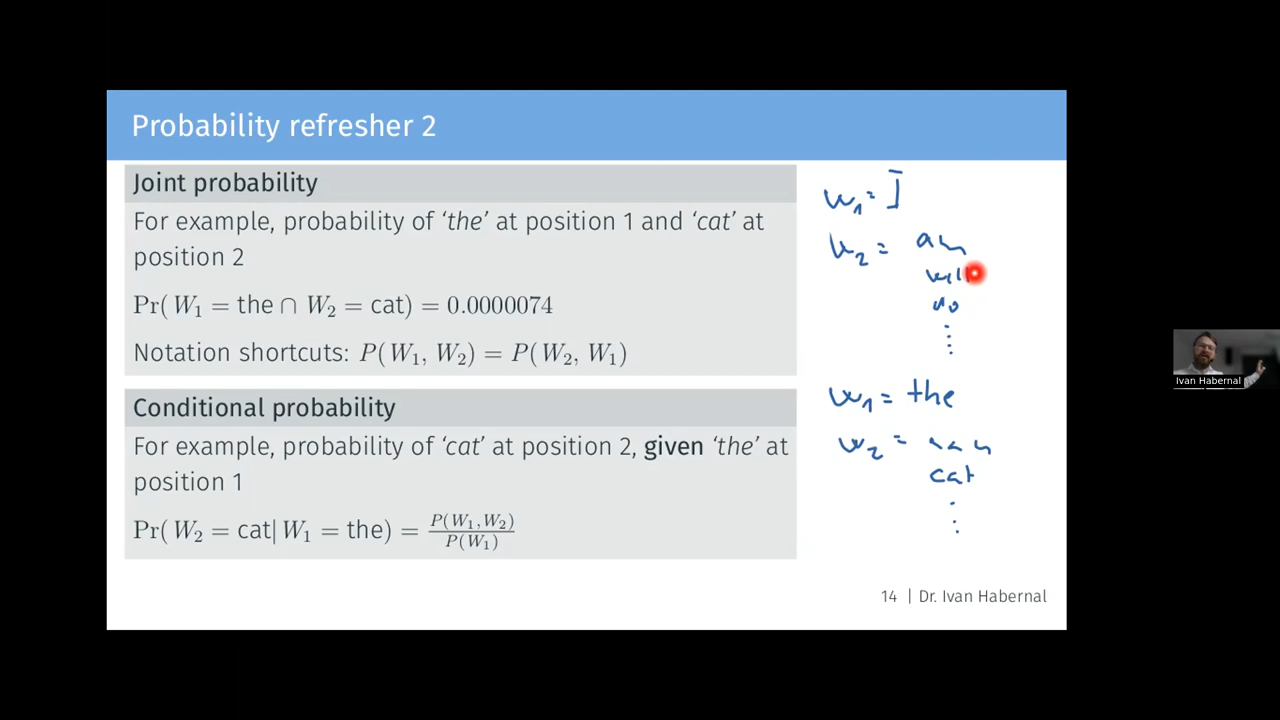 Probability refresher 2
Joint probability
For example, probability of ‘the’ at position 1 and ‘cat’ at
position 2
Pr(W₁ = the ∩ W₂ = cat) = 0.0000074
Notation shortcuts: P(W₁, W₂) = P(W₂, W₁)
Conditional probability
For example, probability of ‘cat’ at position 2, given ‘the’ at
position 1
Pr(W₂ = cat| W₁ = the) = P(W₁,W₂) / P(W₁)
W₁ = I
W₂ = am
will
do
⋮
W₁ = the
W₂ =
cat
⋮
14 | Dr. Ivan Habernal
Ivan Habernal